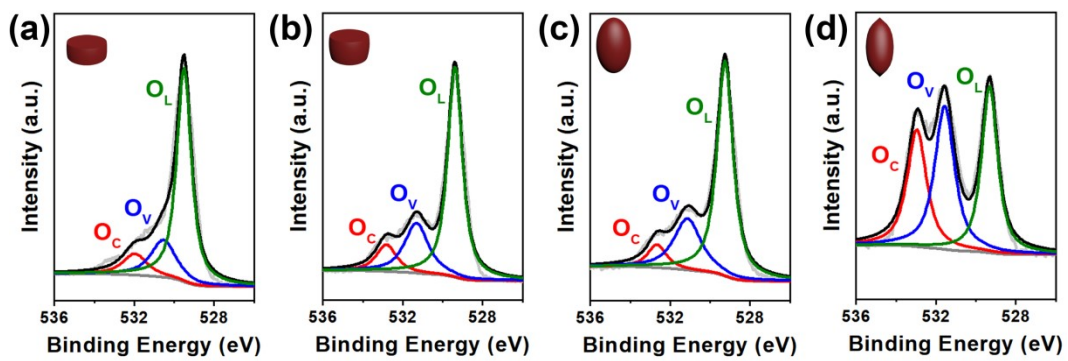 (a)
Intensity (a.u.)
O_C
O_V
O_L
536 532 528
Binding Energy (eV)
(b)
Intensity (a.u.)
O_C
O_V
O_L
536 532 528
Binding Energy (eV)
(c)
Intensity (a.u.)
O_C
O_V
O_L
536 532 528
Binding Energy (eV)
(d)
Intensity (a.u.)
O_C
O_V
O_L
536 532 528
Binding Energy (eV)